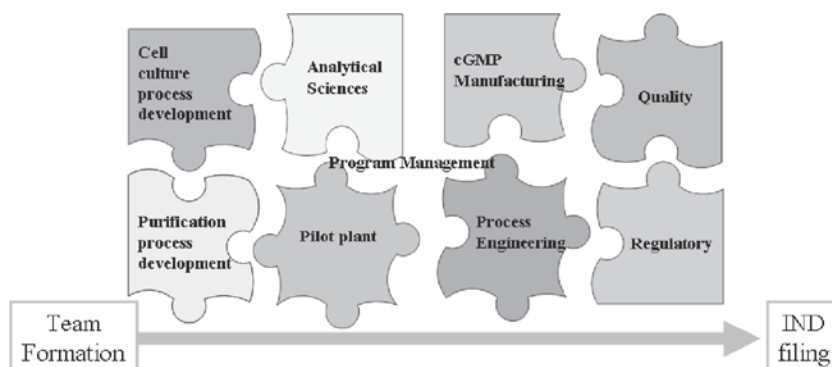 Cell
culture
process
development
Analytical
Sciences
cGMP
Manufacturing
Quality
Program Management
Purification
process
development
Pilot plant
Process
Engineering
Regulatory
Team
Formation
IND
filing